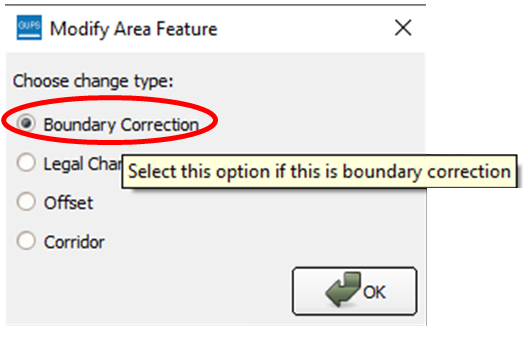 GUPS Modify Area Feature
Choose change type:
Boundary Correction
Legal Chan
Select this option if this is boundary correction
Offset
Corridor
OK